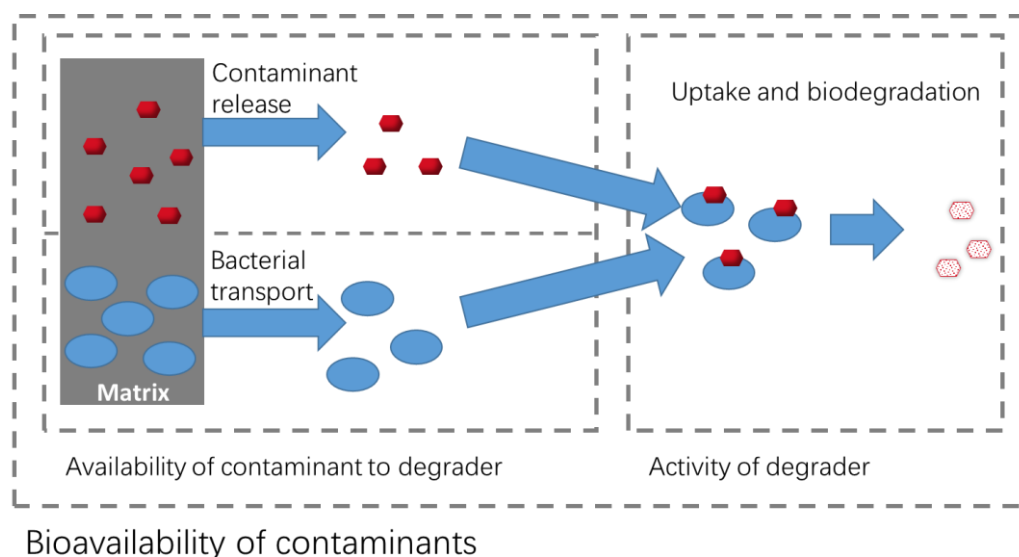 Contaminant
release
Uptake and biodegradation
Bacterial
transport
Matrix
Availability of contaminant to degrader
Activity of degrader
Bioavailability of contaminants